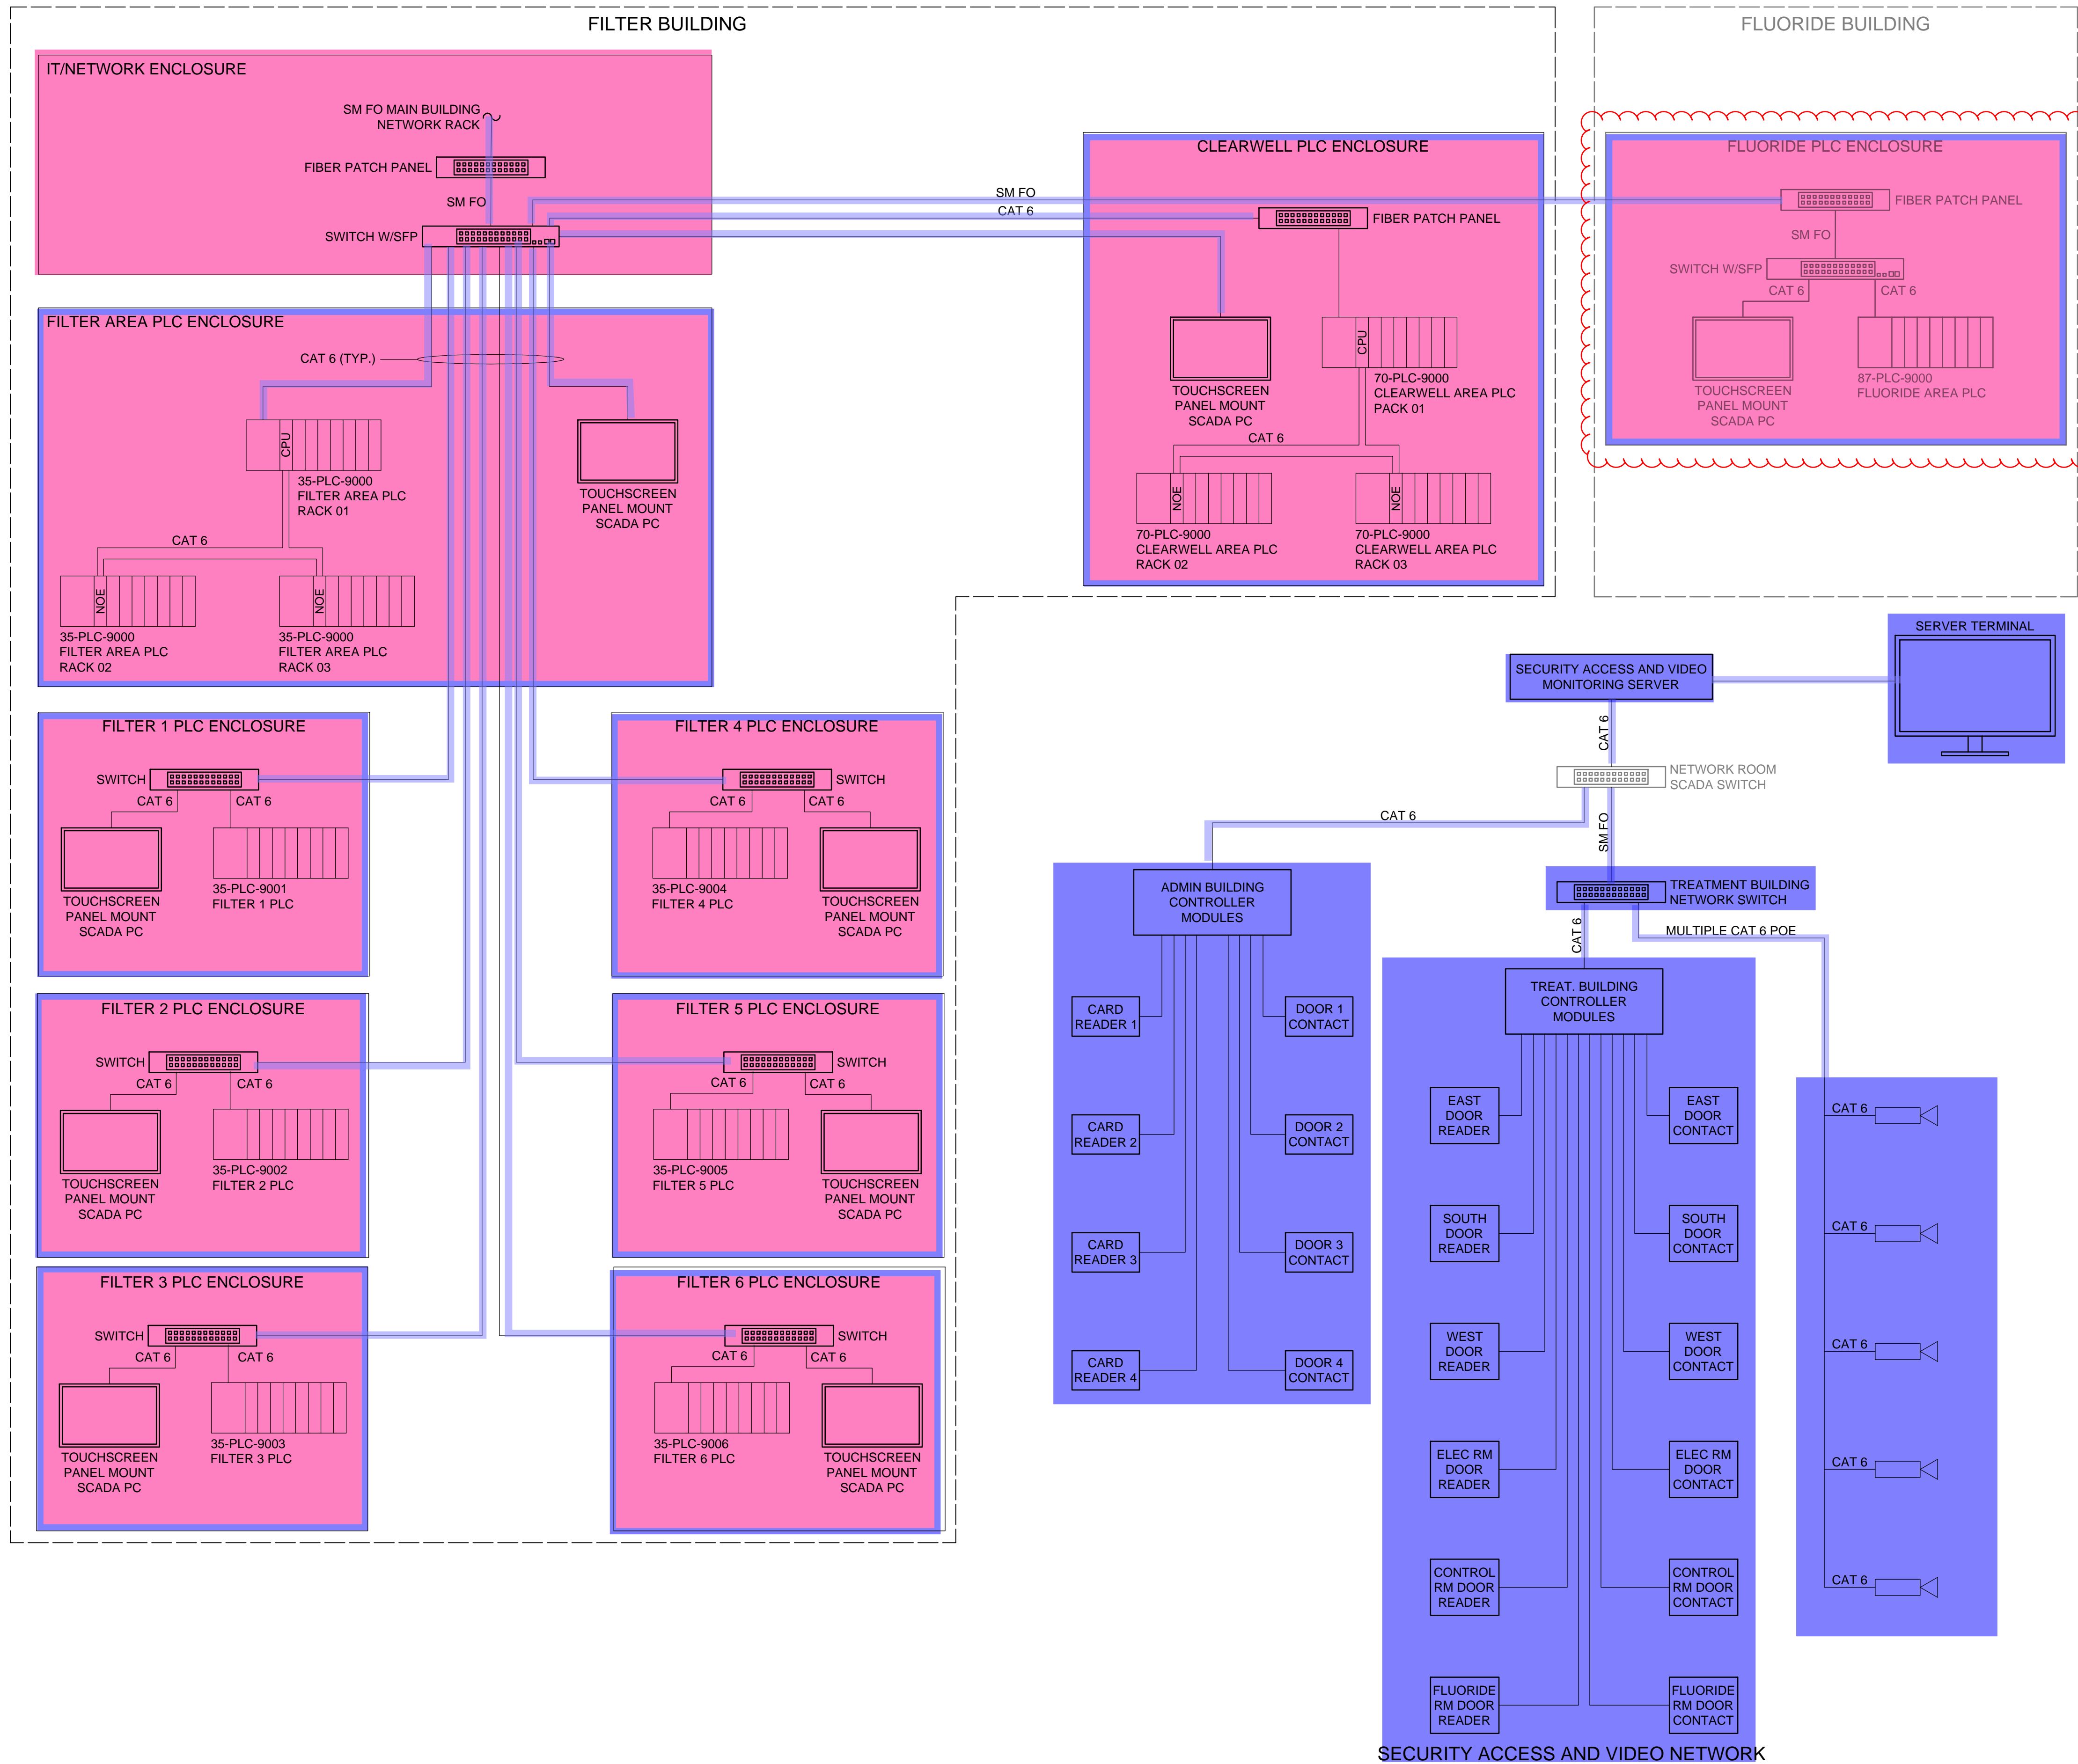 FILTER BUILDING
IT/NETWORK ENCLOSURE
SM FO MAIN BUILDING
NETWORK RACK
FIBER PATCH PANEL
SM FO
SWITCH W/SFP
SM FO
CAT 6
FILTER AREA PLC ENCLOSURE
CAT 6 (TYP.)
CPU
35-PLC-9000
FILTER AREA PLC
RACK 01
TOUCHSCREEN
PANEL MOUNT
SCADA PC
CAT 6
NOE
NOE
35-PLC-9000
FILTER AREA PLC
RACK 02
35-PLC-9000
FILTER AREA PLC
RACK 03
CLEARWELL PLC ENCLOSURE
FIBER PATCH PANEL
TOUCHSCREEN
PANEL MOUNT
SCADA PC
CPU
70-PLC-9000
CLEARWELL AREA PLC
PACK 01
CAT 6
NOE
NOE
70-PLC-9000
CLEARWELL AREA PLC
RACK 02
70-PLC-9000
CLEARWELL AREA PLC
RACK 03
FLUORIDE BUILDING
FLUORIDE PLC ENCLOSURE
FIBER PATCH PANEL
SM FO
SWITCH W/SFP
CAT 6
CAT 6
TOUCHSCREEN
PANEL MOUNT
SCADA PC
87-PLC-9000
FLUORIDE AREA PLC
FILTER 1 PLC ENCLOSURE
SWITCH
CAT 6
CAT 6
TOUCHSCREEN
PANEL MOUNT
SCADA PC
35-PLC-9001
FILTER 1 PLC
FILTER 4 PLC ENCLOSURE
SWITCH
CAT 6
CAT 6
35-PLC-9004
FILTER 4 PLC
TOUCHSCREEN
PANEL MOUNT
SCADA PC
FILTER 2 PLC ENCLOSURE
SWITCH
CAT 6
CAT 6
TOUCHSCREEN
PANEL MOUNT
SCADA PC
35-PLC-9002
FILTER 2 PLC
FILTER 5 PLC ENCLOSURE
SWITCH
CAT 6
CAT 6
35-PLC-9005
FILTER 5 PLC
TOUCHSCREEN
PANEL MOUNT
SCADA PC
FILTER 3 PLC ENCLOSURE
SWITCH
CAT 6
CAT 6
TOUCHSCREEN
PANEL MOUNT
SCADA PC
35-PLC-9003
FILTER 3 PLC
FILTER 6 PLC ENCLOSURE
SWITCH
CAT 6
CAT 6
35-PLC-9006
FILTER 6 PLC
TOUCHSCREEN
PANEL MOUNT
SCADA PC
SERVER TERMINAL
SECURITY ACCESS AND VIDEO
MONITORING SERVER
CAT 6
NETWORK ROOM
SCADA SWITCH
CAT 6
SM FO
TREATMENT BUILDING
NETWORK SWITCH
CAT 6
MULTIPLE CAT 6 POE
ADMIN BUILDING
CONTROLLER
MODULES
CARD
READER 1
DOOR 1
CONTACT
CARD
READER 2
DOOR 2
CONTACT
CARD
READER 3
DOOR 3
CONTACT
CARD
READER 4
DOOR 4
CONTACT
TREAT. BUILDING
CONTROLLER
MODULES
EAST
DOOR
READER
EAST
DOOR
CONTACT
SOUTH
DOOR
READER
SOUTH
DOOR
CONTACT
WEST
DOOR
READER
WEST
DOOR
CONTACT
ELEC RM
DOOR
READER
ELEC RM
DOOR
CONTACT
CONTROL
RM DOOR
READER
CONTROL
RM DOOR
CONTACT
FLUORIDE
RM DOOR
READER
FLUORIDE
RM DOOR
CONTACT
CAT 6
CAT 6
CAT 6
CAT 6
CAT 6
SECURITY ACCESS AND VIDEO NETWORK